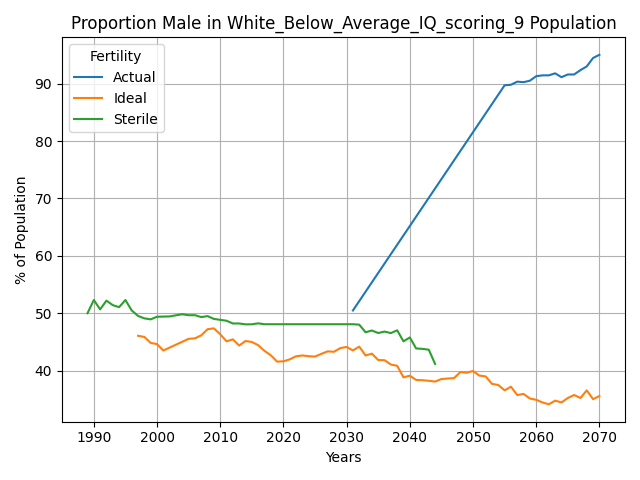 Proportion Male in White_Below_Average_IQ_scoring_9 Population
Fertility
Actual
Ideal
Sterile
% of Population
90
80
70
60
50
40
1990 2000 2010 2020 2030 2040 2050 2060 2070
Years